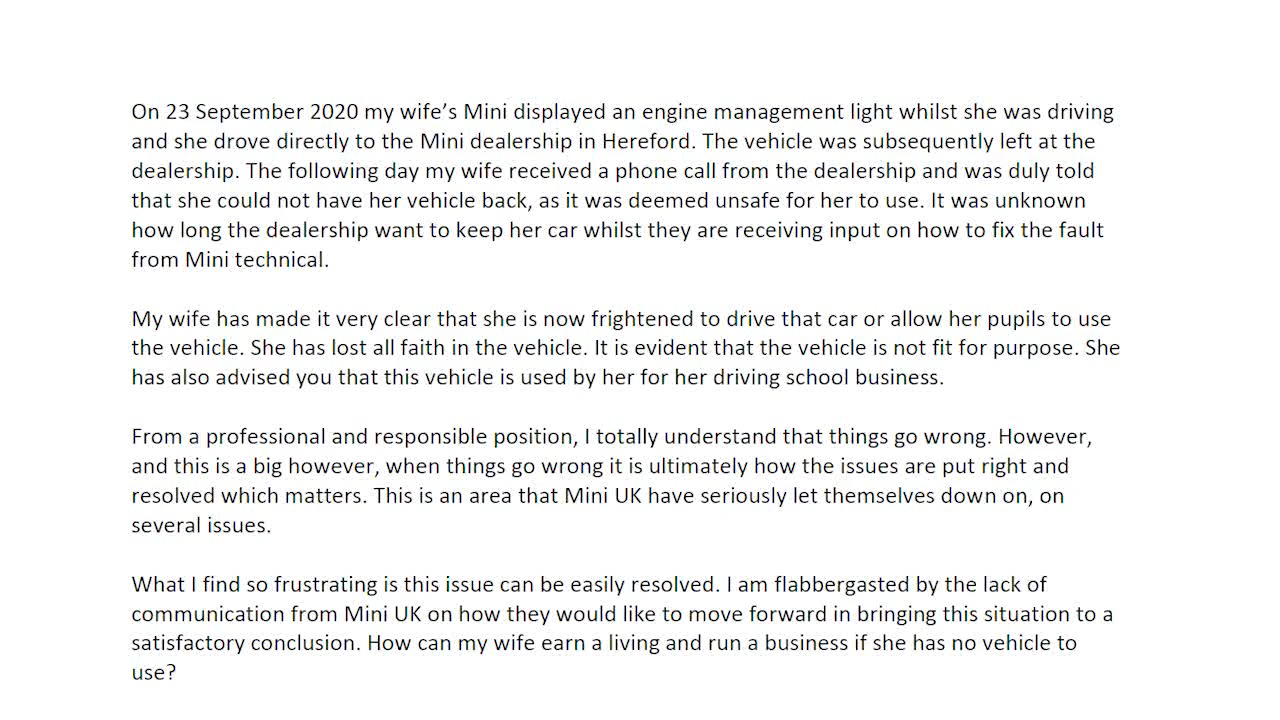 On 23 September 2020 my wife’s Mini displayed an engine management light whilst she was driving
and she drove directly to the Mini dealership in Hereford. The vehicle was subsequently left at the
dealership. The following day my wife received a phone call from the dealership and was duly told
that she could not have her vehicle back, as it was deemed unsafe for her to use. It was unknown
how long the dealership want to keep her car whilst they are receiving input on how to fix the fault
from Mini technical.
My wife has made it very clear that she is now frightened to drive that car or allow her pupils to use
the vehicle. She has lost all faith in the vehicle. It is evident that the vehicle is not fit for purpose. She
has also advised you that this vehicle is used by her for her driving school business.
From a professional and responsible position, I totally understand that things go wrong. However,
and this is a big however, when things go wrong it is ultimately how the issues are put right and
resolved which matters. This is an area that Mini UK have seriously let themselves down on, on
several issues.
What I find so frustrating is this issue can be easily resolved. I am flabbergasted by the lack of
communication from Mini UK on how they would like to move forward in bringing this situation to a
satisfactory conclusion. How can my wife earn a living and run a business if she has no vehicle to
use?